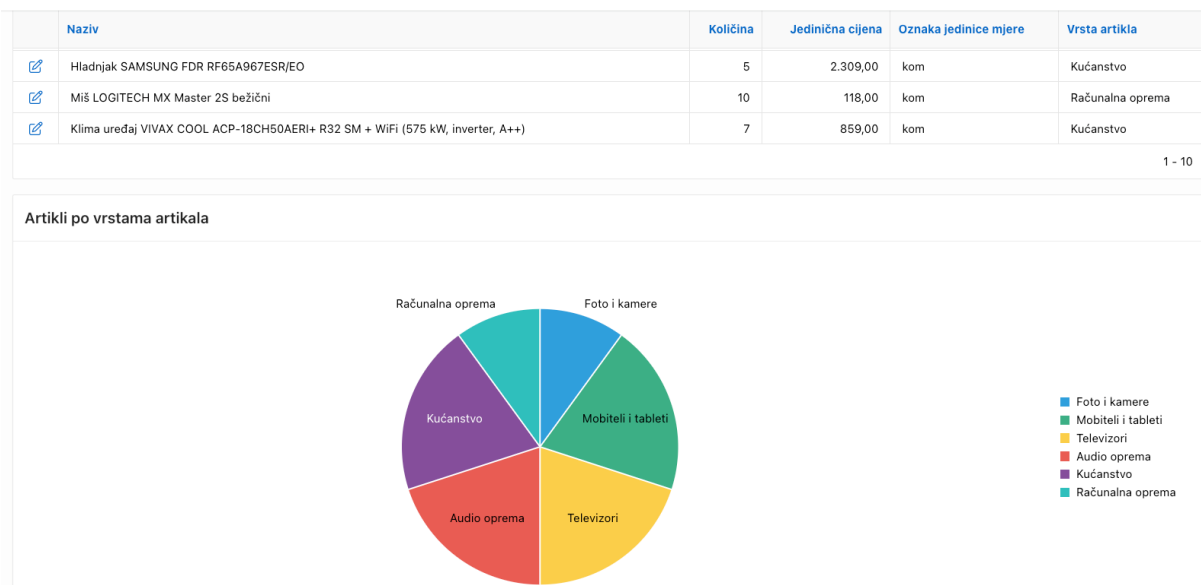 Naziv Količina Jedinična cijena Oznaka jedinice mjere Vrsta artikla
Hladnjak SAMSUNG FDR RF65A967ESR/EO 5 2.309,00 kom Kućanstvo
Miš LOGITECH MX Master 2S bežični 10 118,00 kom Računalna oprema
Klima uređaj VIVAX COOL ACP-18CH50AERI+ R32 SM + WiFi (575 kW, inverter, A++) 7 859,00 kom Kućanstvo
1 - 10
Artikli po vrstama artikala
Računalna oprema Foto i kamere
Kućanstvo Mobiteli i tableti
Audio oprema Televizori
Foto i kamere
Mobiteli i tableti
Televizori
Audio oprema
Kućanstvo
Računalna oprema